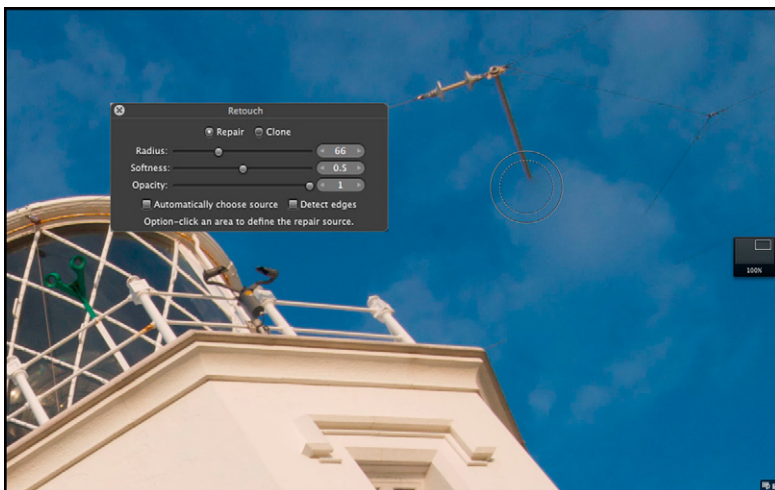 Retouch
Repair Clone
Radius: 66
Softness: 0.5
Opacity: 1
Automatically choose source Detect edges
Option-click an area to define the repair source.
100%